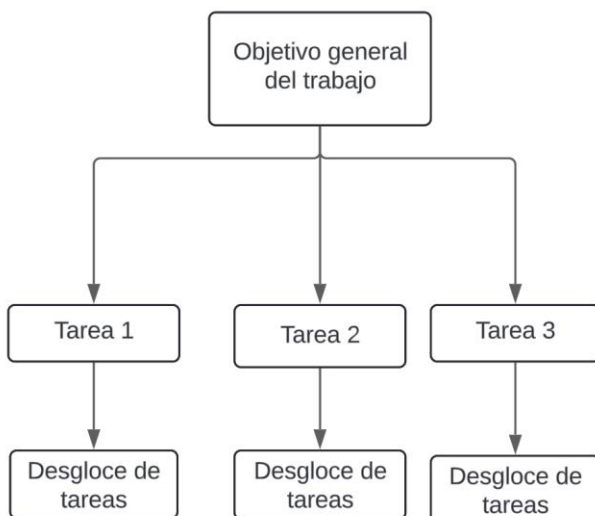 Objetivo general
del trabajo
Tarea 1
Tarea 2
Tarea 3
Desgloce de
tareas
Desgloce de
tareas
Desgloce de
tareas